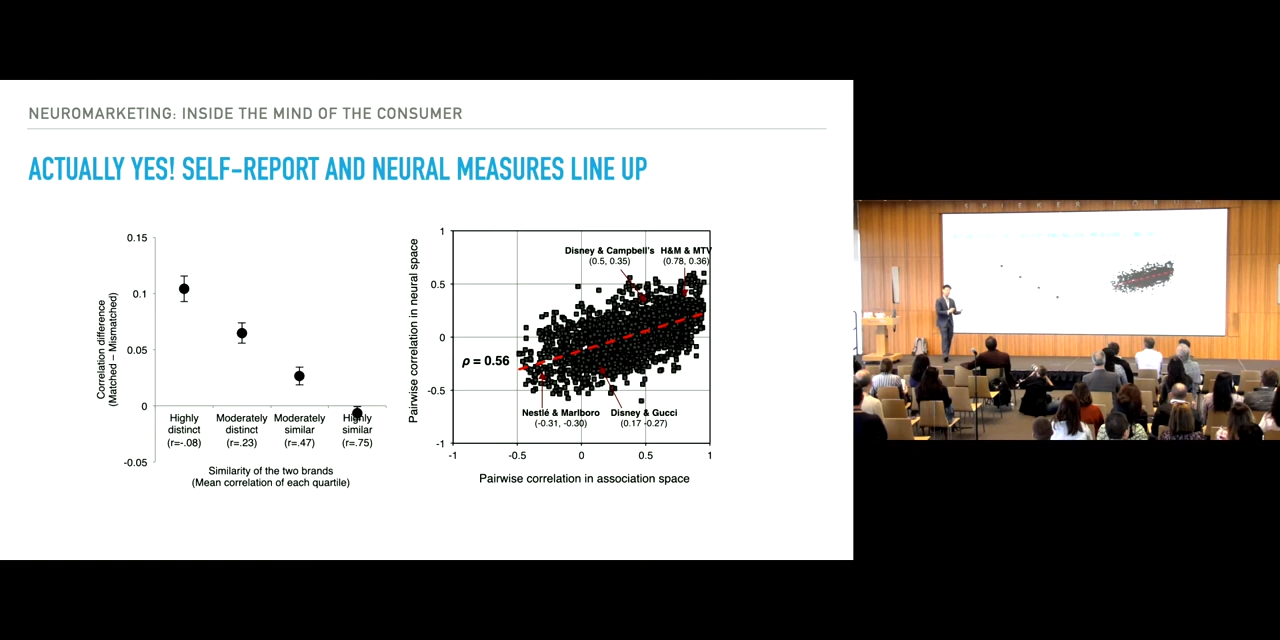 NEUROMARKETING: INSIDE THE MIND OF THE CONSUMER
ACTUALLY YES! SELF-REPORT AND NEURAL MEASURES LINE UP
Correlation difference
(Matched – Mismatched)
0.15
0.1
0.05
0
-0.05
Highly
distinct
(r=-.08)
Moderately
distinct
(r=.23)
Moderately
similar
(r=.47)
Highly
similar
(r=.75)
Similarity of the two brands
(Mean correlation of each quartile)
Pairwise correlation in neural space
1
0.5
0
-0.5
-1
Disney & Campbell's
(0.5, 0.35)
H&M & MTV
(0.78, 0.36)
ρ = 0.56
Nestlé & Marlboro
(-0.31, -0.30)
Disney & Gucci
(0.17 -0.27)
-1
-0.5
0
0.5
1
Pairwise correlation in association space
SPIEKER FORUM